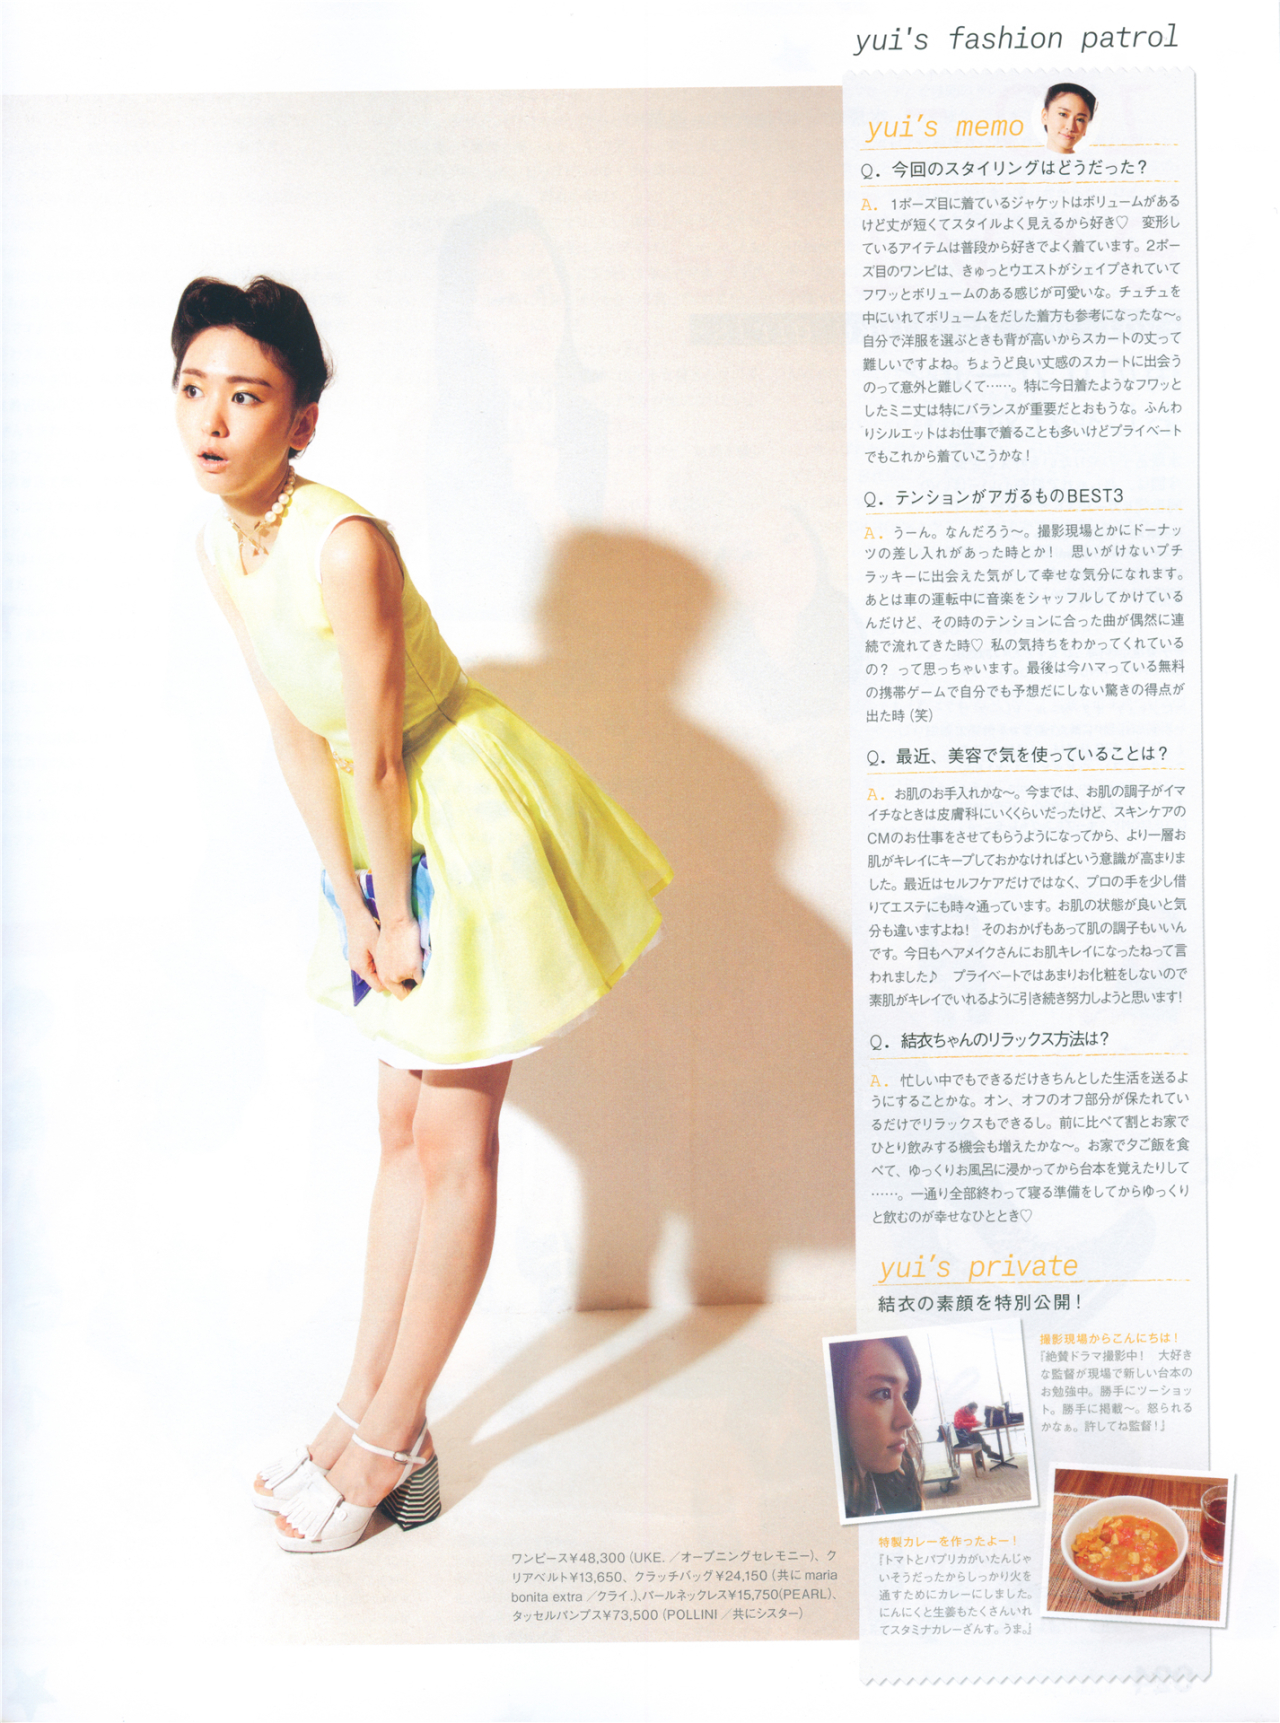 yui's fashion patrol
yui's memo
Q. 今回のスタイリングはどうだった？
A. 1ポーズ目に着ているジャケットはボリュームがある
けど丈が短くてスタイルよく見えるから好き♡　変形し
ているアイテムは普段から好きでよく着ています。2ポー
ズ目のワンピは、きゅっとウエストがシェイプされていて
フワッとボリュームのある感じが可愛いな。チュチュを
中にいれてボリュームをだした着方も参考になったな〜。
自分で洋服を選ぶときも背が高いからスカートの丈って
難しいですよね。ちょうど良い丈感のスカートに出会う
のって意外と難しくて……。特に今日着たようなフワッと
したミニ丈は特にバランスが重要だとおもうな。ふんわ
りシルエットはお仕事で着ることも多いけどプライベート
でもこれから着ていこうかな！
Q. テンションがアガるものBEST3
A. うーん。なんだろう〜。撮影現場とかにドーナッ
ツの差し入れがあった時とか！　思いがけないプチ
ラッキーに出会えた気がして幸せな気分になれます。
あとは車の運転中に音楽をシャッフルしてかけている
んだけど、その時のテンションに合った曲が偶然に連
続で流れてきた時♡ 私の気持ちをわかってくれている
の？ って思っちゃいます。最後は今ハマっている無料
の携帯ゲームで自分でも予想だにしない驚きの得点が
出た時（笑）
Q. 最近、美容で気を使っていることは？
A. お肌のお手入れかな〜。今までは、お肌の調子がイマ
イチなときは皮膚科にいくくらいだったけど、スキンケアの
CMのお仕事をさせてもらうようになってから、より一層お
肌がキレイにキープしておかなければという意識が高まりま
した。最近はセルフケアだけではなく、プロの手を少し借
りてエステにも時々通っています。お肌の状態が良いと気
分も違いますよね！　そのおかげもあって肌の調子もいいん
です。今日もヘアメイクさんにお肌キレイになったねって言
われました♪　プライベートではあまりお化粧をしないので
素肌がキレイでいれるように引き続き努力しようと思います！
Q. 結衣ちゃんのリラックス方法は？
A. 忙しい中でもできるだけきちんとした生活を送るよ
うにすることかな。オン、オフのオフ部分が保たれてい
るだけでリラックスもできるし。前に比べて割とお家で
ひとり飲みする機会も増えたかな〜。お家で夕ご飯を食
べて、ゆっくりお風呂に浸かってから台本を覚えたりして
……。一通り全部終わって寝る準備をしてからゆっくり
と飲むのが幸せなひととき♡
yui's private
結衣の素顔を特別公開！
撮影現場からこんにちは！
『絶賛ドラマ撮影中！　大好き
な監督が現場で新しい台本の
お勉強中。勝手にツーショッ
ト。勝手に掲載〜。怒られる
かなぁ。許してね監督！』
特製カレーを作ったよー！
『トマトとパプリカがいたんじゃ
いそうだったからしっかり火を
通すためにカレーにしました。
にんにくと生姜もたくさんいれ
てスタミナカレーざんす。うま。』
ワンピース¥48,300（UKE.／オープニングセレモニー）、ク
リアベルト¥13,650、クラッチバッグ¥24,150（共に maria
bonita extra／クライ.）、パールネックレス¥15,750（PEARL）、
タッセルパンプス¥73,500（POLLINI／共にシスター）